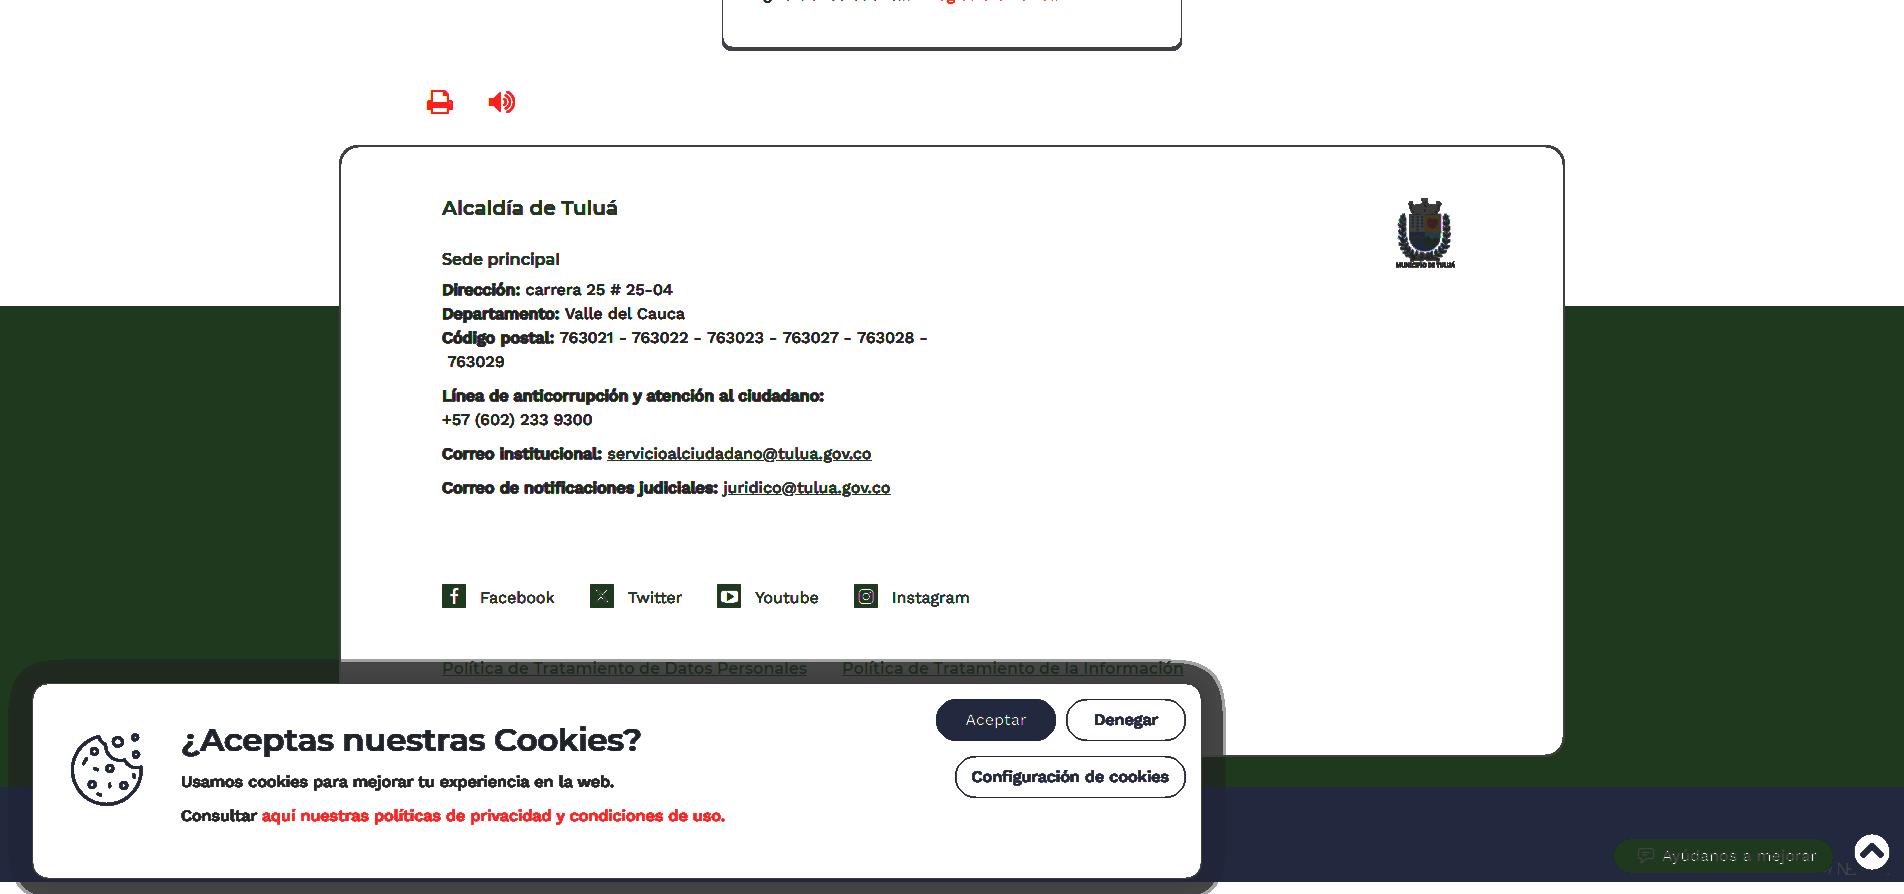 Alcaldía de Tuluá
MUNICIPIO DE TULUÁ
Sede principal
Dirección: carrera 25 # 25-04
Departamento: Valle del Cauca
Código postal: 763021 - 763022 - 763023 - 763027 - 763028 -
763029
Línea de anticorrupción y atención al ciudadano:
+57 (602) 233 9300
Correo institucional: servicioalciudadano@tulua.gov.co
Correo de notificaciones judiciales: juridico@tulua.gov.co
Facebook Twitter Youtube Instagram
Política de Tratamiento de Datos Personales Política de Tratamiento de la Información
¿Aceptas nuestras Cookies?
Usamos cookies para mejorar tu experiencia en la web.
Consultar aquí nuestras políticas de privacidad y condiciones de uso.
Aceptar Denegar
Configuración de cookies
Ayúdanos a mejorar